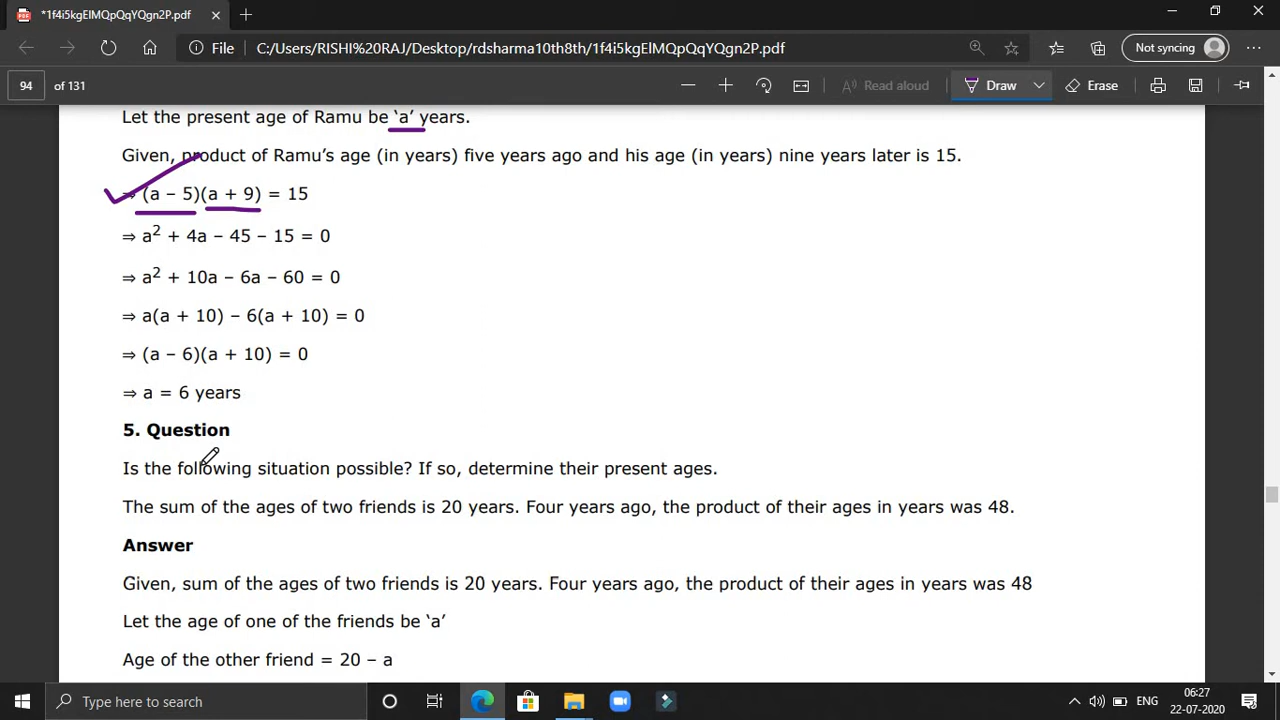 *1f4i5kgElMQpQqYQgn2P.pdf
File
C:/Users/RISHI%20RAJ/Desktop/rdsharma10th8th/1f4i5kgElMQpQqYQgn2P.pdf
Not syncing
94 of 131
Read aloud
Draw
Erase
Let the present age of Ramu be ‘a’ years.
Given, product of Ramu’s age (in years) five years ago and his age (in years) nine years later is 15.
⇒ (a – 5)(a + 9) = 15
⇒ a² + 4a – 45 – 15 = 0
⇒ a² + 10a – 6a – 60 = 0
⇒ a(a + 10) – 6(a + 10) = 0
⇒ (a – 6)(a + 10) = 0
⇒ a = 6 years
5. Question
Is the following situation possible? If so, determine their present ages.
The sum of the ages of two friends is 20 years. Four years ago, the product of their ages in years was 48.
Answer
Given, sum of the ages of two friends is 20 years. Four years ago, the product of their ages in years was 48
Let the age of one of the friends be ‘a’
Age of the other friend = 20 – a
Type here to search
ENG
06:27
22-07-2020